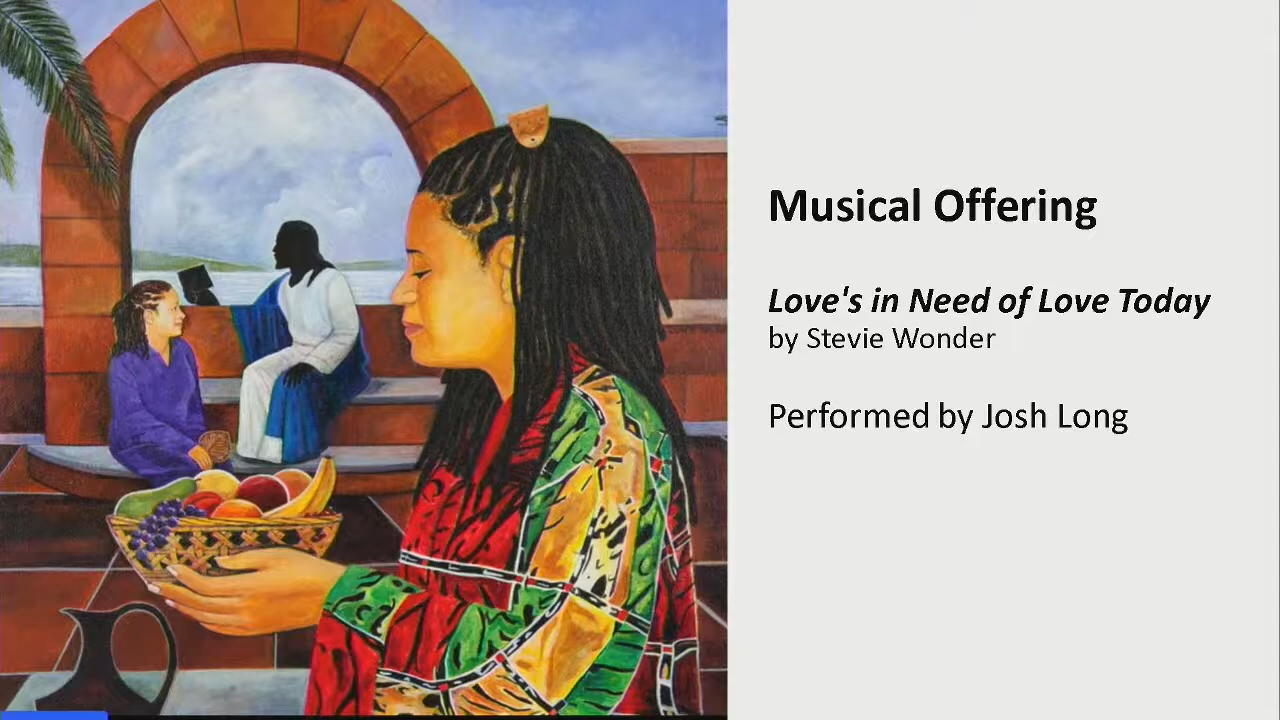 Musical Offering
Love's in Need of Love Today
by Stevie Wonder
Performed by Josh Long